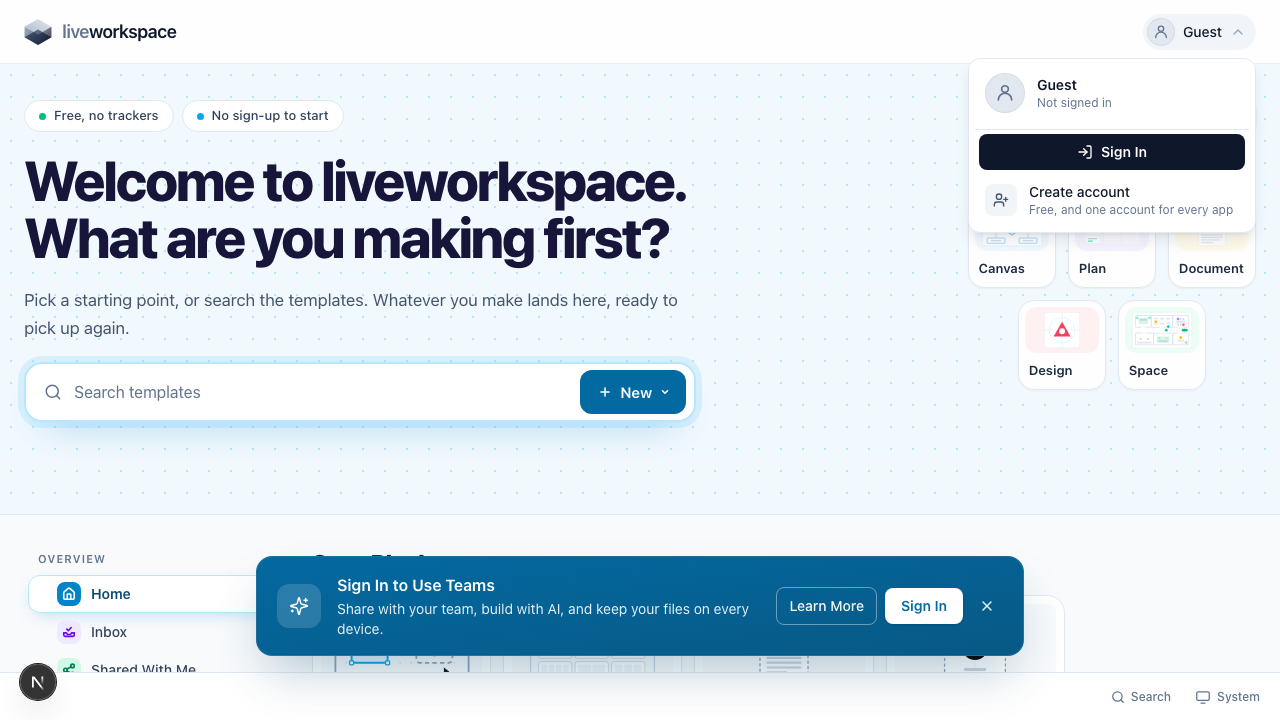 liveworkspace
Guest
Guest
Not signed in
Sign In
Create account
Free, and one account for every app
Free, no trackers
No sign-up to start
Welcome to liveworkspace.
What are you making first?
Pick a starting point, or search the templates. Whatever you make lands here, ready to
pick up again.
Search templates
New
Canvas
Plan
Document
Design
Space
OVERVIEW
Home
Inbox
Shared With Me
Sign In to Use Teams
Share with your team, build with AI, and keep your files on every
device.
Learn More
Sign In
N
Search
System